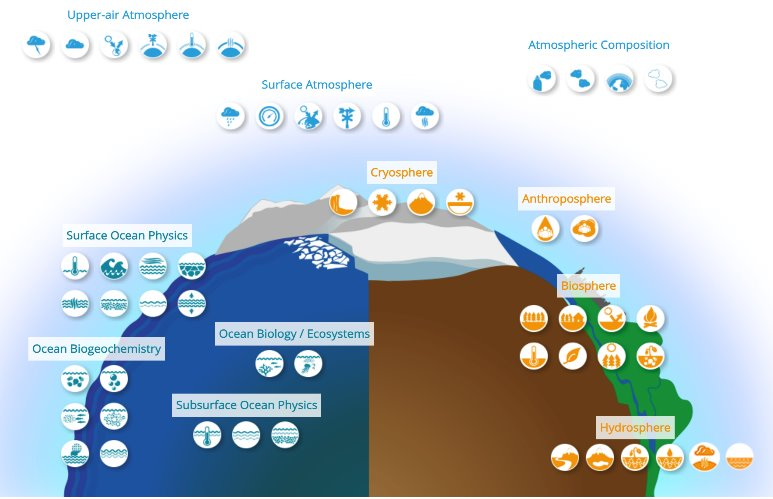 Upper-air Atmosphere
Atmospheric Composition
Surface Atmosphere
Cryosphere
Anthroposphere
Surface Ocean Physics
Biosphere
Ocean Biology / Ecosystems
Ocean Biogeochemistry
Subsurface Ocean Physics
Hydrosphere